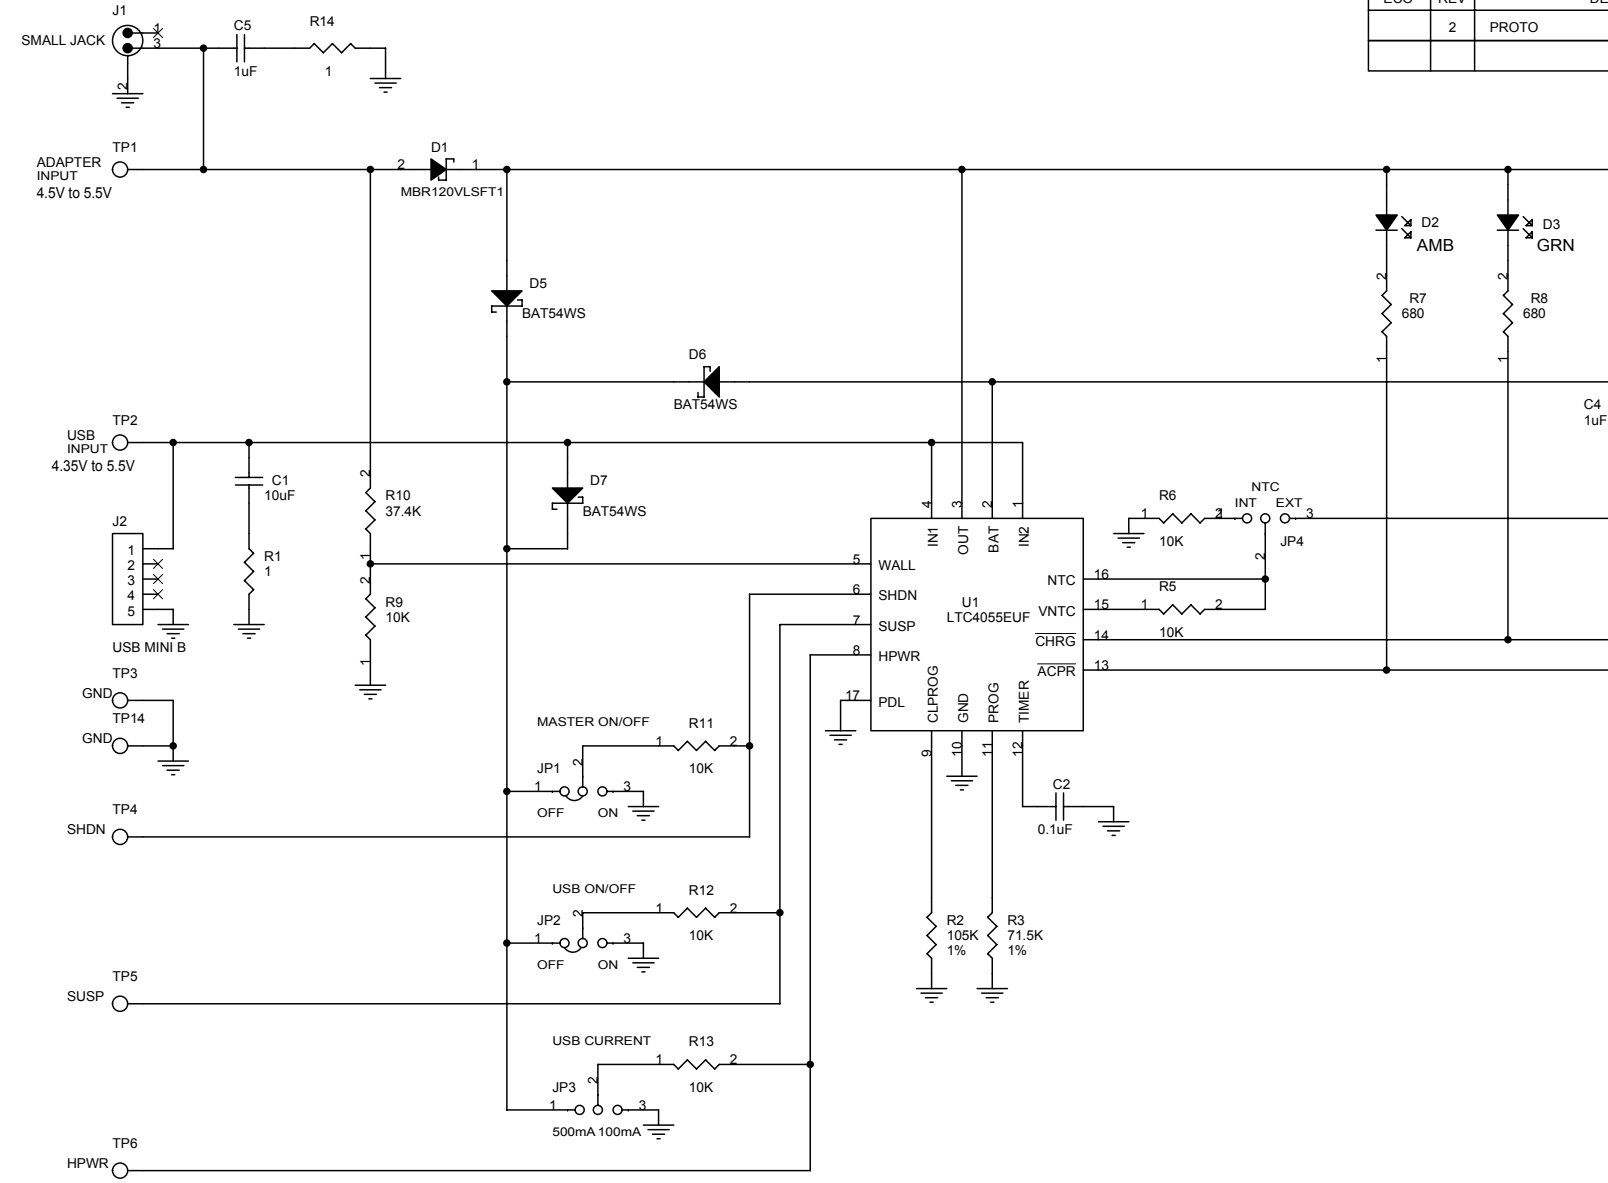 J1
SMALL JACK
1
3
2
C5
1uF
R14
1
ECO REV DE
2 PROTO
TP1
ADAPTER
INPUT
4.5V to 5.5V
2 D1 1
MBR120VLSFT1
D2
AMB
D3
GRN
2
R7
680
1
2
R8
680
1
D5
BAT54WS
D6
BAT54WS
C4
1uF
TP2
USB
INPUT
4.35V to 5.5V
C1
10uF
R1
1
J2
1
2
3
4
5
USB MINI B
2
R10
37.4K
1
2
R9
10K
1
D7
BAT54WS
4 3 2 1
IN1 OUT BAT IN2
5 WALL
6 SHDN
7 SUSP
8 HPWR
17 PDL
U1
LTC4055EUF
NTC 16
VNTC 15
CHRG 14
ACPR 13
CLPROG GND PROG TIMER
9 10 11 12
R6
1 2
10K
NTC
INT EXT
1 3
JP4
2
R5
1 2
10K
TP3
GND
TP14
GND
MASTER ON/OFF
R11
1 2
10K
JP1
2
1 3
OFF ON
TP4
SHDN
C2
0.1uF
USB ON/OFF
R12
1 2
10K
JP2
2
1 3
OFF ON
R2
105K
1%
R3
71.5K
1%
TP5
SUSP
USB CURRENT
R13
1 2
10K
JP3
2
1 3
500mA 100mA
TP6
HPWR